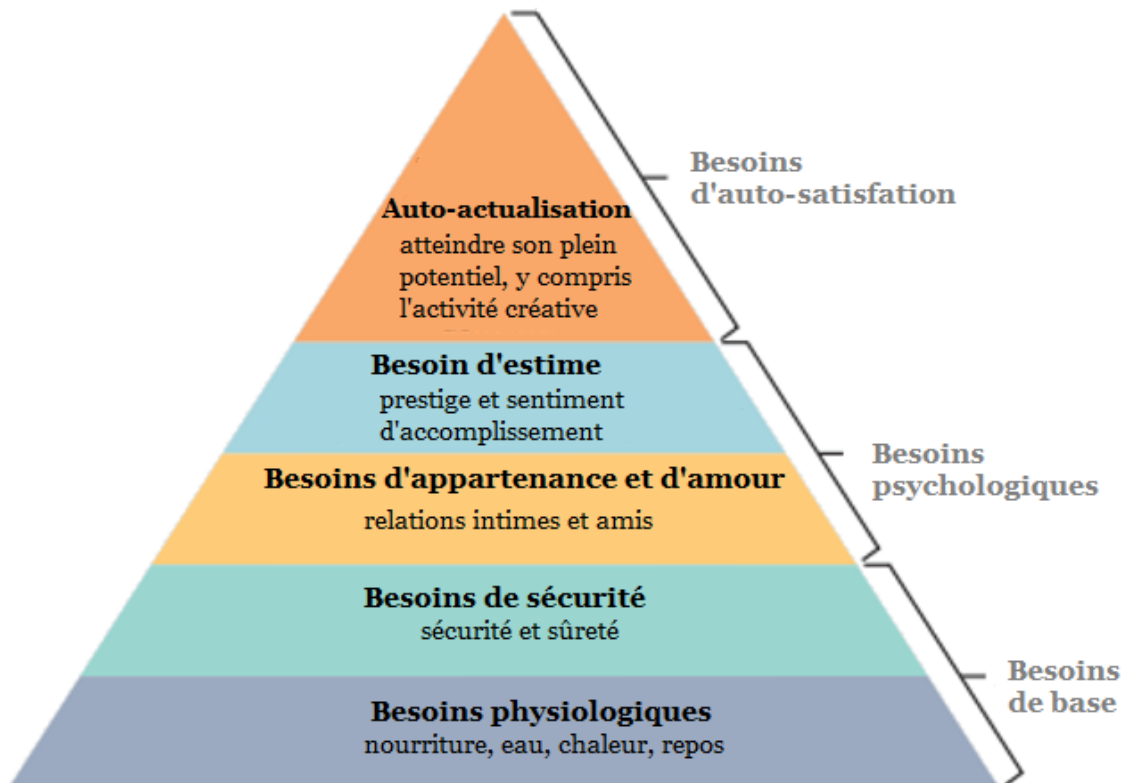 Besoins
d'auto-satisfation
Auto-actualisation
atteindre son plein
potentiel, y compris
l'activité créative
Besoin d'estime
prestige et sentiment
d'accomplissement
Besoins
psychologiques
Besoins d'appartenance et d'amour
relations intimes et amis
Besoins de sécurité
sécurité et sûreté
Besoins
de base
Besoins physiologiques
nourriture, eau, chaleur, repos